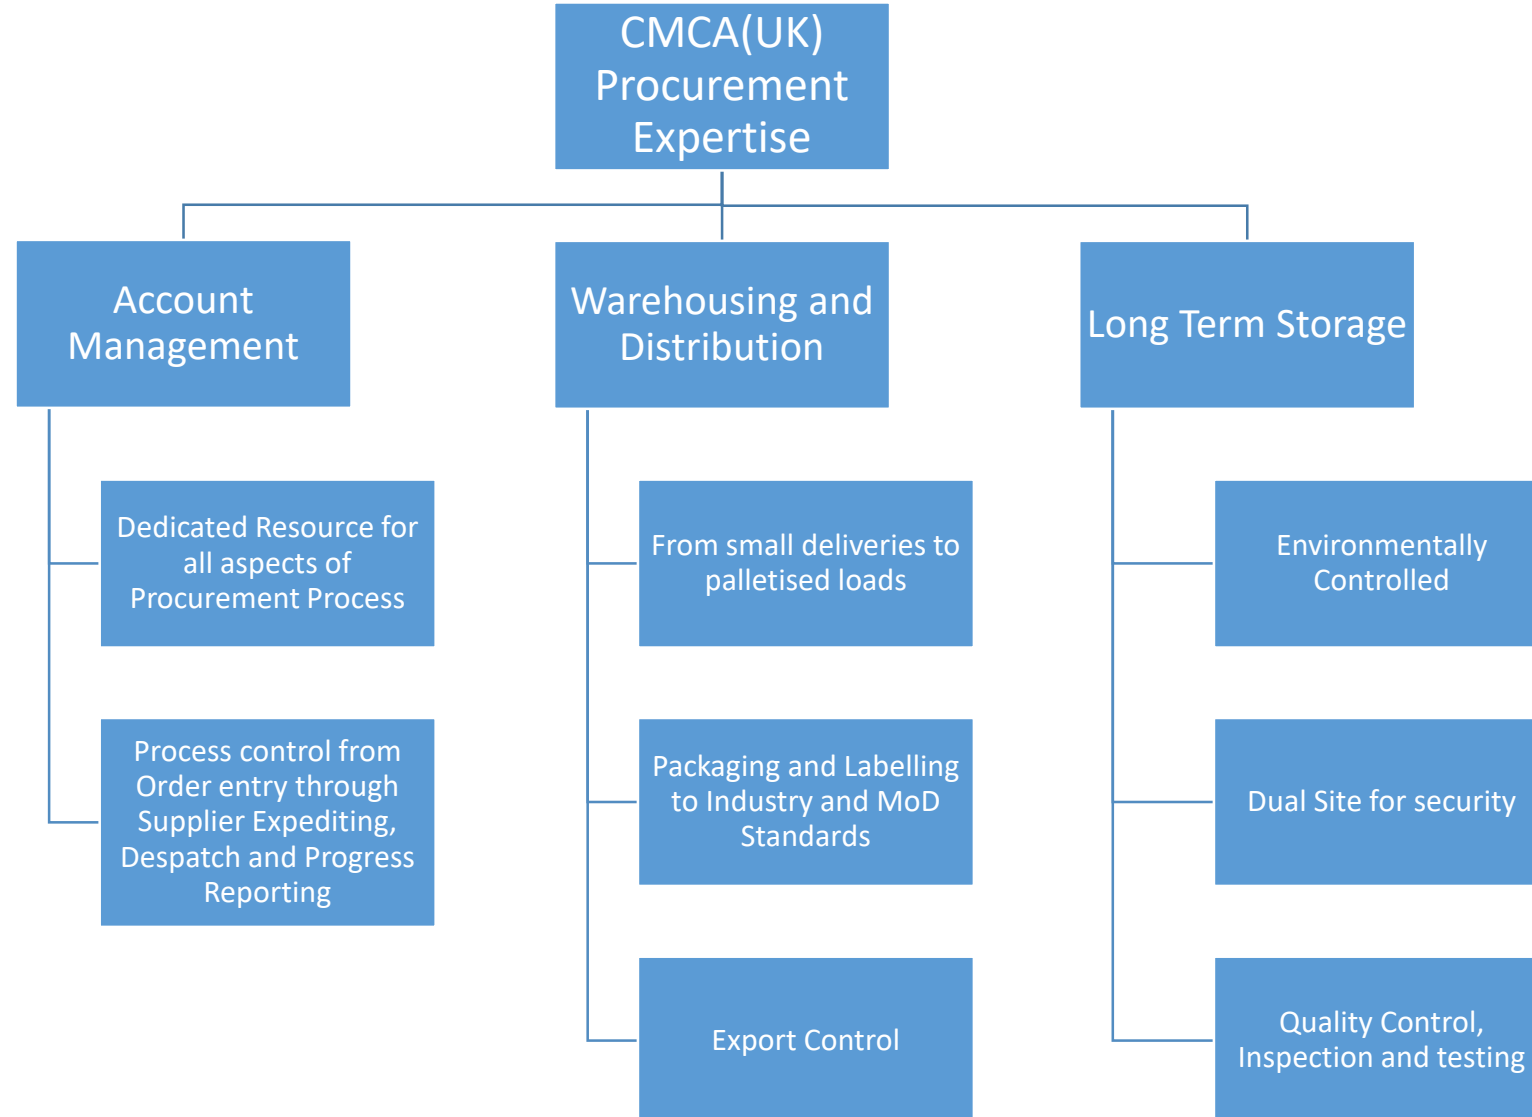 CMCA(UK)
Procurement
Expertise
Account
Management
Dedicated Resource for
all aspects of
Procurement Process
Process control from
Order entry through
Supplier Expediting,
Despatch and Progress
Reporting
Warehousing and
Distribution
From small deliveries to
palletised loads
Packaging and Labelling
to Industry and MoD
Standards
Export Control
Long Term Storage
Environmentally
Controlled
Dual Site for security
Quality Control,
Inspection and testing